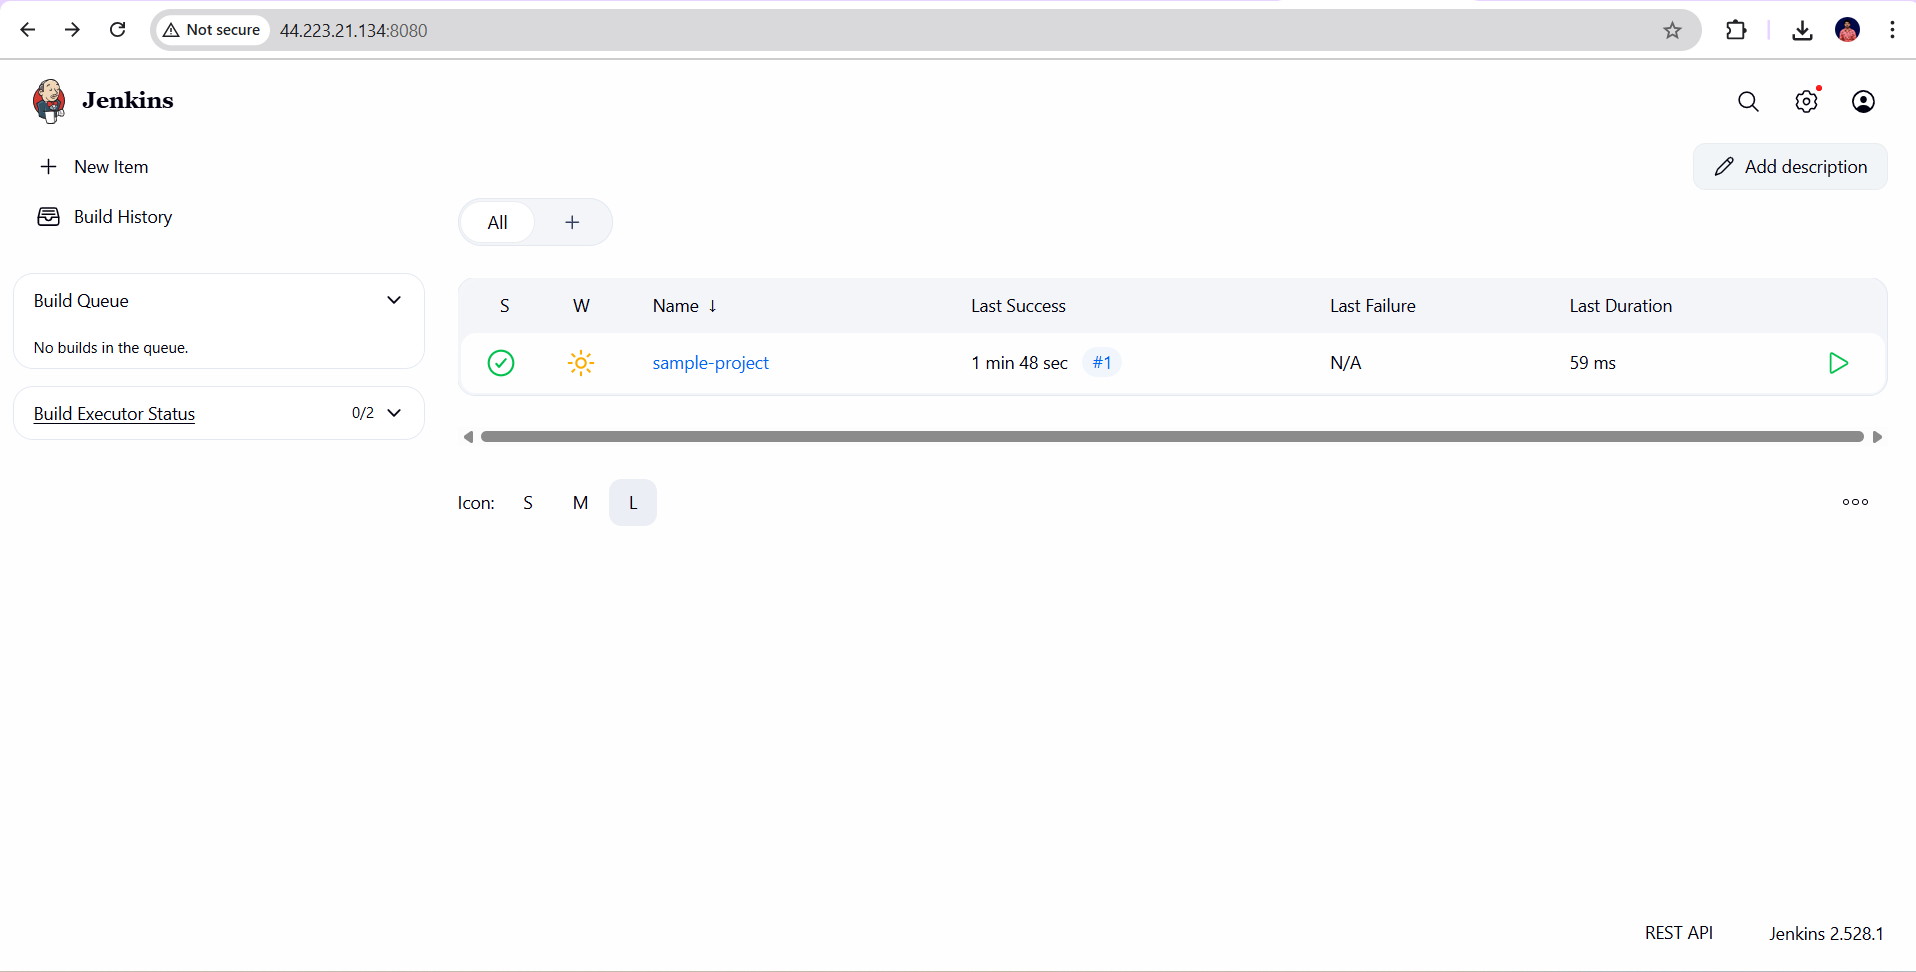 Not secure 44.223.21.134:8080
Jenkins
New Item
Add description
Build History
All +
Build Queue
No builds in the queue.
Build Executor Status 0/2
S W Name ↓ Last Success Last Failure Last Duration
sample-project 1 min 48 sec #1 N/A 59 ms
Icon: S M L
REST API Jenkins 2.528.1